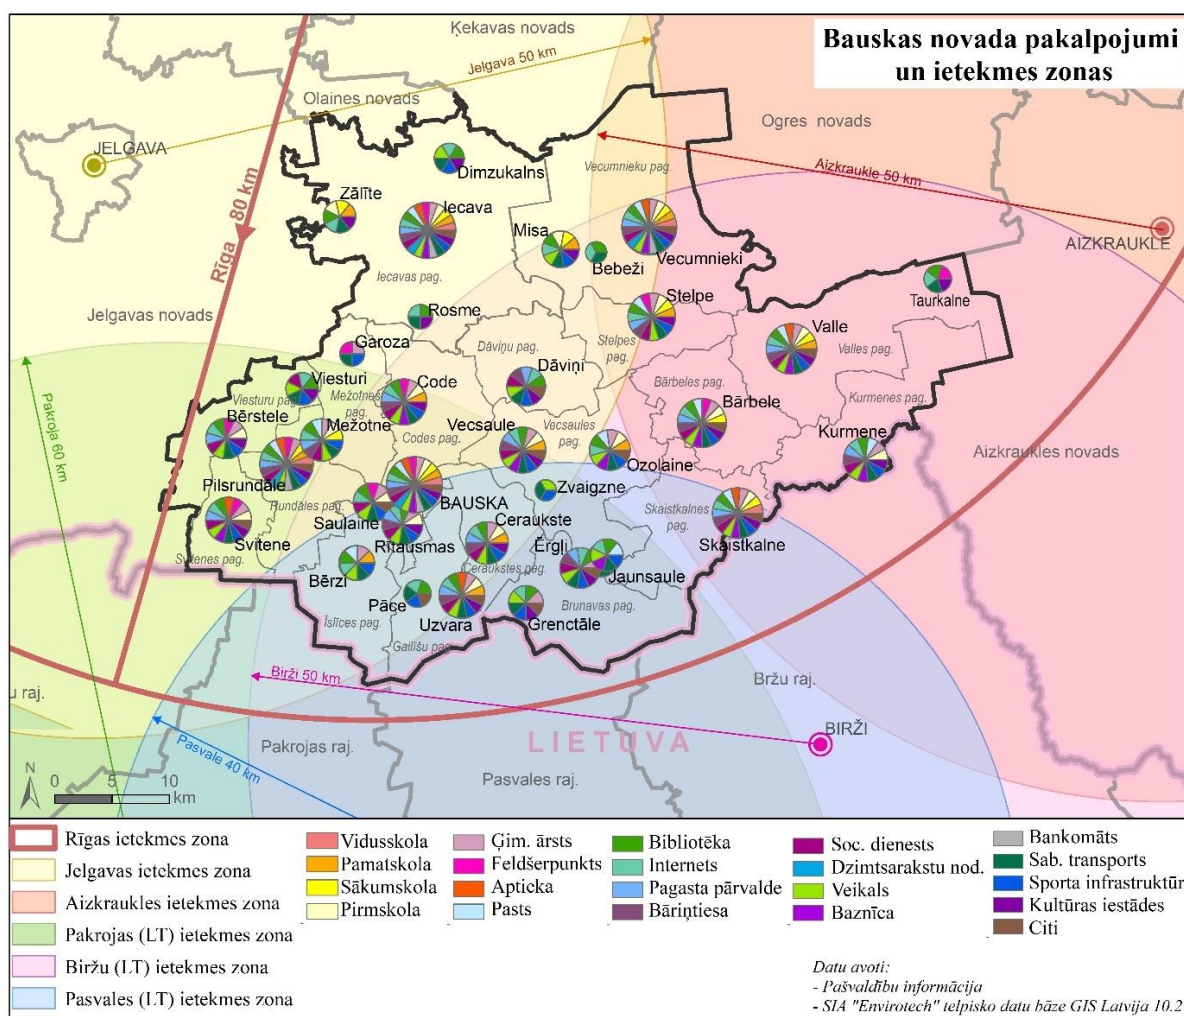 Bauskas novada pakalpojumi
un ietekmes zonas
Ķekavas novads
Jelgava 50 km
Olaines novads
Ogres novads
JELGAVA
Vecumnieku pag.
Aizkraukle 50 km
Dimzukalns
Zālīte
Iecava
Rīga 80 km
Misa
Vecumnieki
AIZKRAUKLE
Bebeži
Iecavas pag.
Stelpe
Taurkalne
Jelgavas novads
Rosme
Valle
Garoza
Dāviņu pag.
Stelpes
pag.
Valles pag.
Dāviņi
Viesturi
Mežotnes
pag.
Code
Bārbeles pag.
Viesturu pag.
Kurmenes pag.
Pakroja 60 km
Bērstele
Mežotne
Codes pag.
Vecsaule
Vecsaules
pag.
Bārbele
Kurmene
Aizkraukles novads
Ozolaine
Pilsrundāle
Zvaigzne
Rundāles pag.
BAUSKA
Skaistkalnes
pag.
Saulaine
Ceraukste
Svitene
Rītausmas
Ērgļi
Skaistkalne
Svitenes pag.
Bērzi
Ceraukstes pag.
Jaunsaule
Pāce
Brunavas pag.
Uzvara
Grenctāle
Īslīces pag.
Gailīšu pag.
Birži 50 km
Bržu raj.
u raj.
BIRŽI
Pasvale 40 km
Pakrojas raj.
LIETUVA
Pasvales raj.
N
0 5 10
km
Rīgas ietekmes zona
Jelgavas ietekmes zona
Aizkraukles ietekmes zona
Pakrojas (LT) ietekmes zona
Biržu (LT) ietekmes zona
Pasvales (LT) ietekmes zona
Vidusskola
Pamatskola
Sākumskola
Pirmskola
Ģim. ārsts
Feldšerpunkts
Apticka
Pasts
Bibliotēka
Internets
Pagasta pārvalde
Bāriņtiesa
Soc. dienests
Dzimtsarakstu nod.
Veikals
Baznīca
Bankomāts
Sab. transports
Sporta infrastruktūr
Kultūras iestādes
Citi
Datu avoti:
- Pašvaldību informācija
- SIA "Envirotech" telpisko datu bāze GIS Latvija 10.2